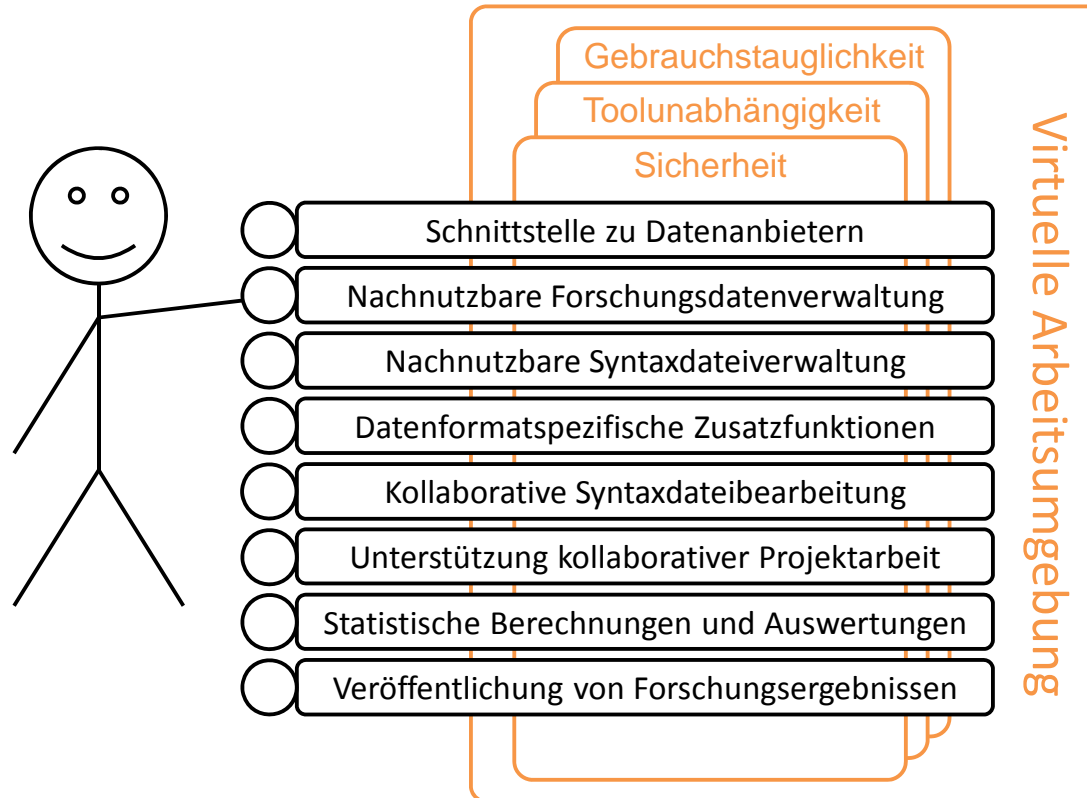 Gebrauchstauglichkeit
Toolunabhängigkeit
Sicherheit
Schnittstelle zu Datenanbietern
Nachnutzbare Forschungsdatenverwaltung
Nachnutzbare Syntaxdateiverwaltung
Datenformatspezifische Zusatzfunktionen
Kollaborative Syntaxdateibearbeitung
Unterstützung kollaborativer Projektarbeit
Statistische Berechnungen und Auswertungen
Veröffentlichung von Forschungsergebnissen
Virtuelle Arbeitsumgebung